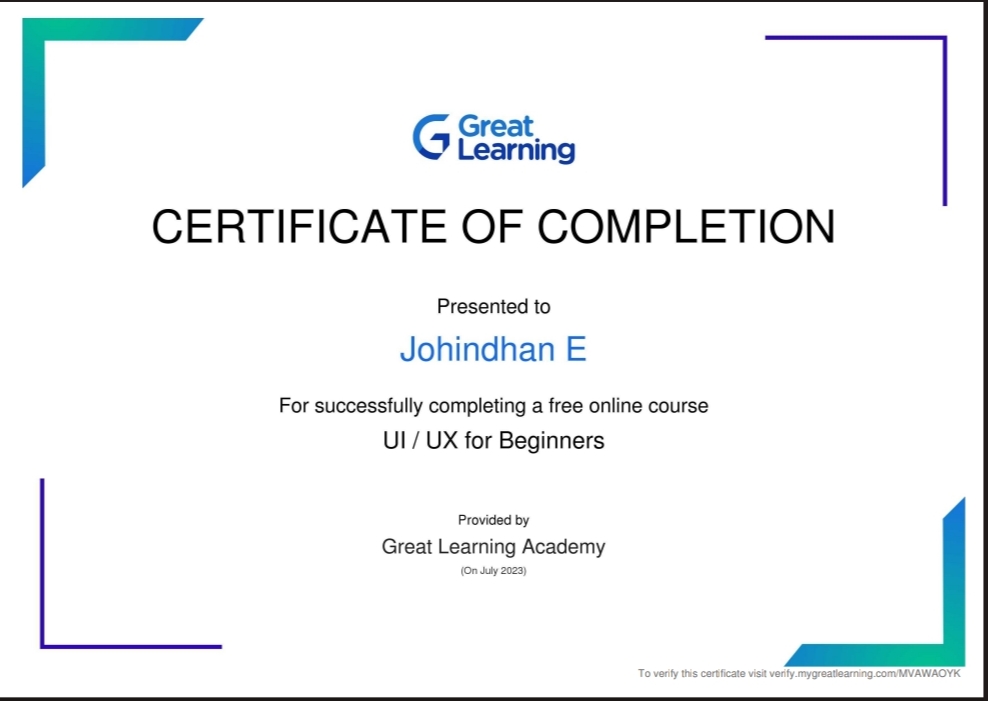 Great
Learning
CERTIFICATE OF COMPLETION
Presented to
Johindhan E
For successfully completing a free online course
UI / UX for Beginners
Provided by
Great Learning Academy
(On July 2023)
To verify this certificate visit verify.mygreatlearning.com/MVAWAOYK